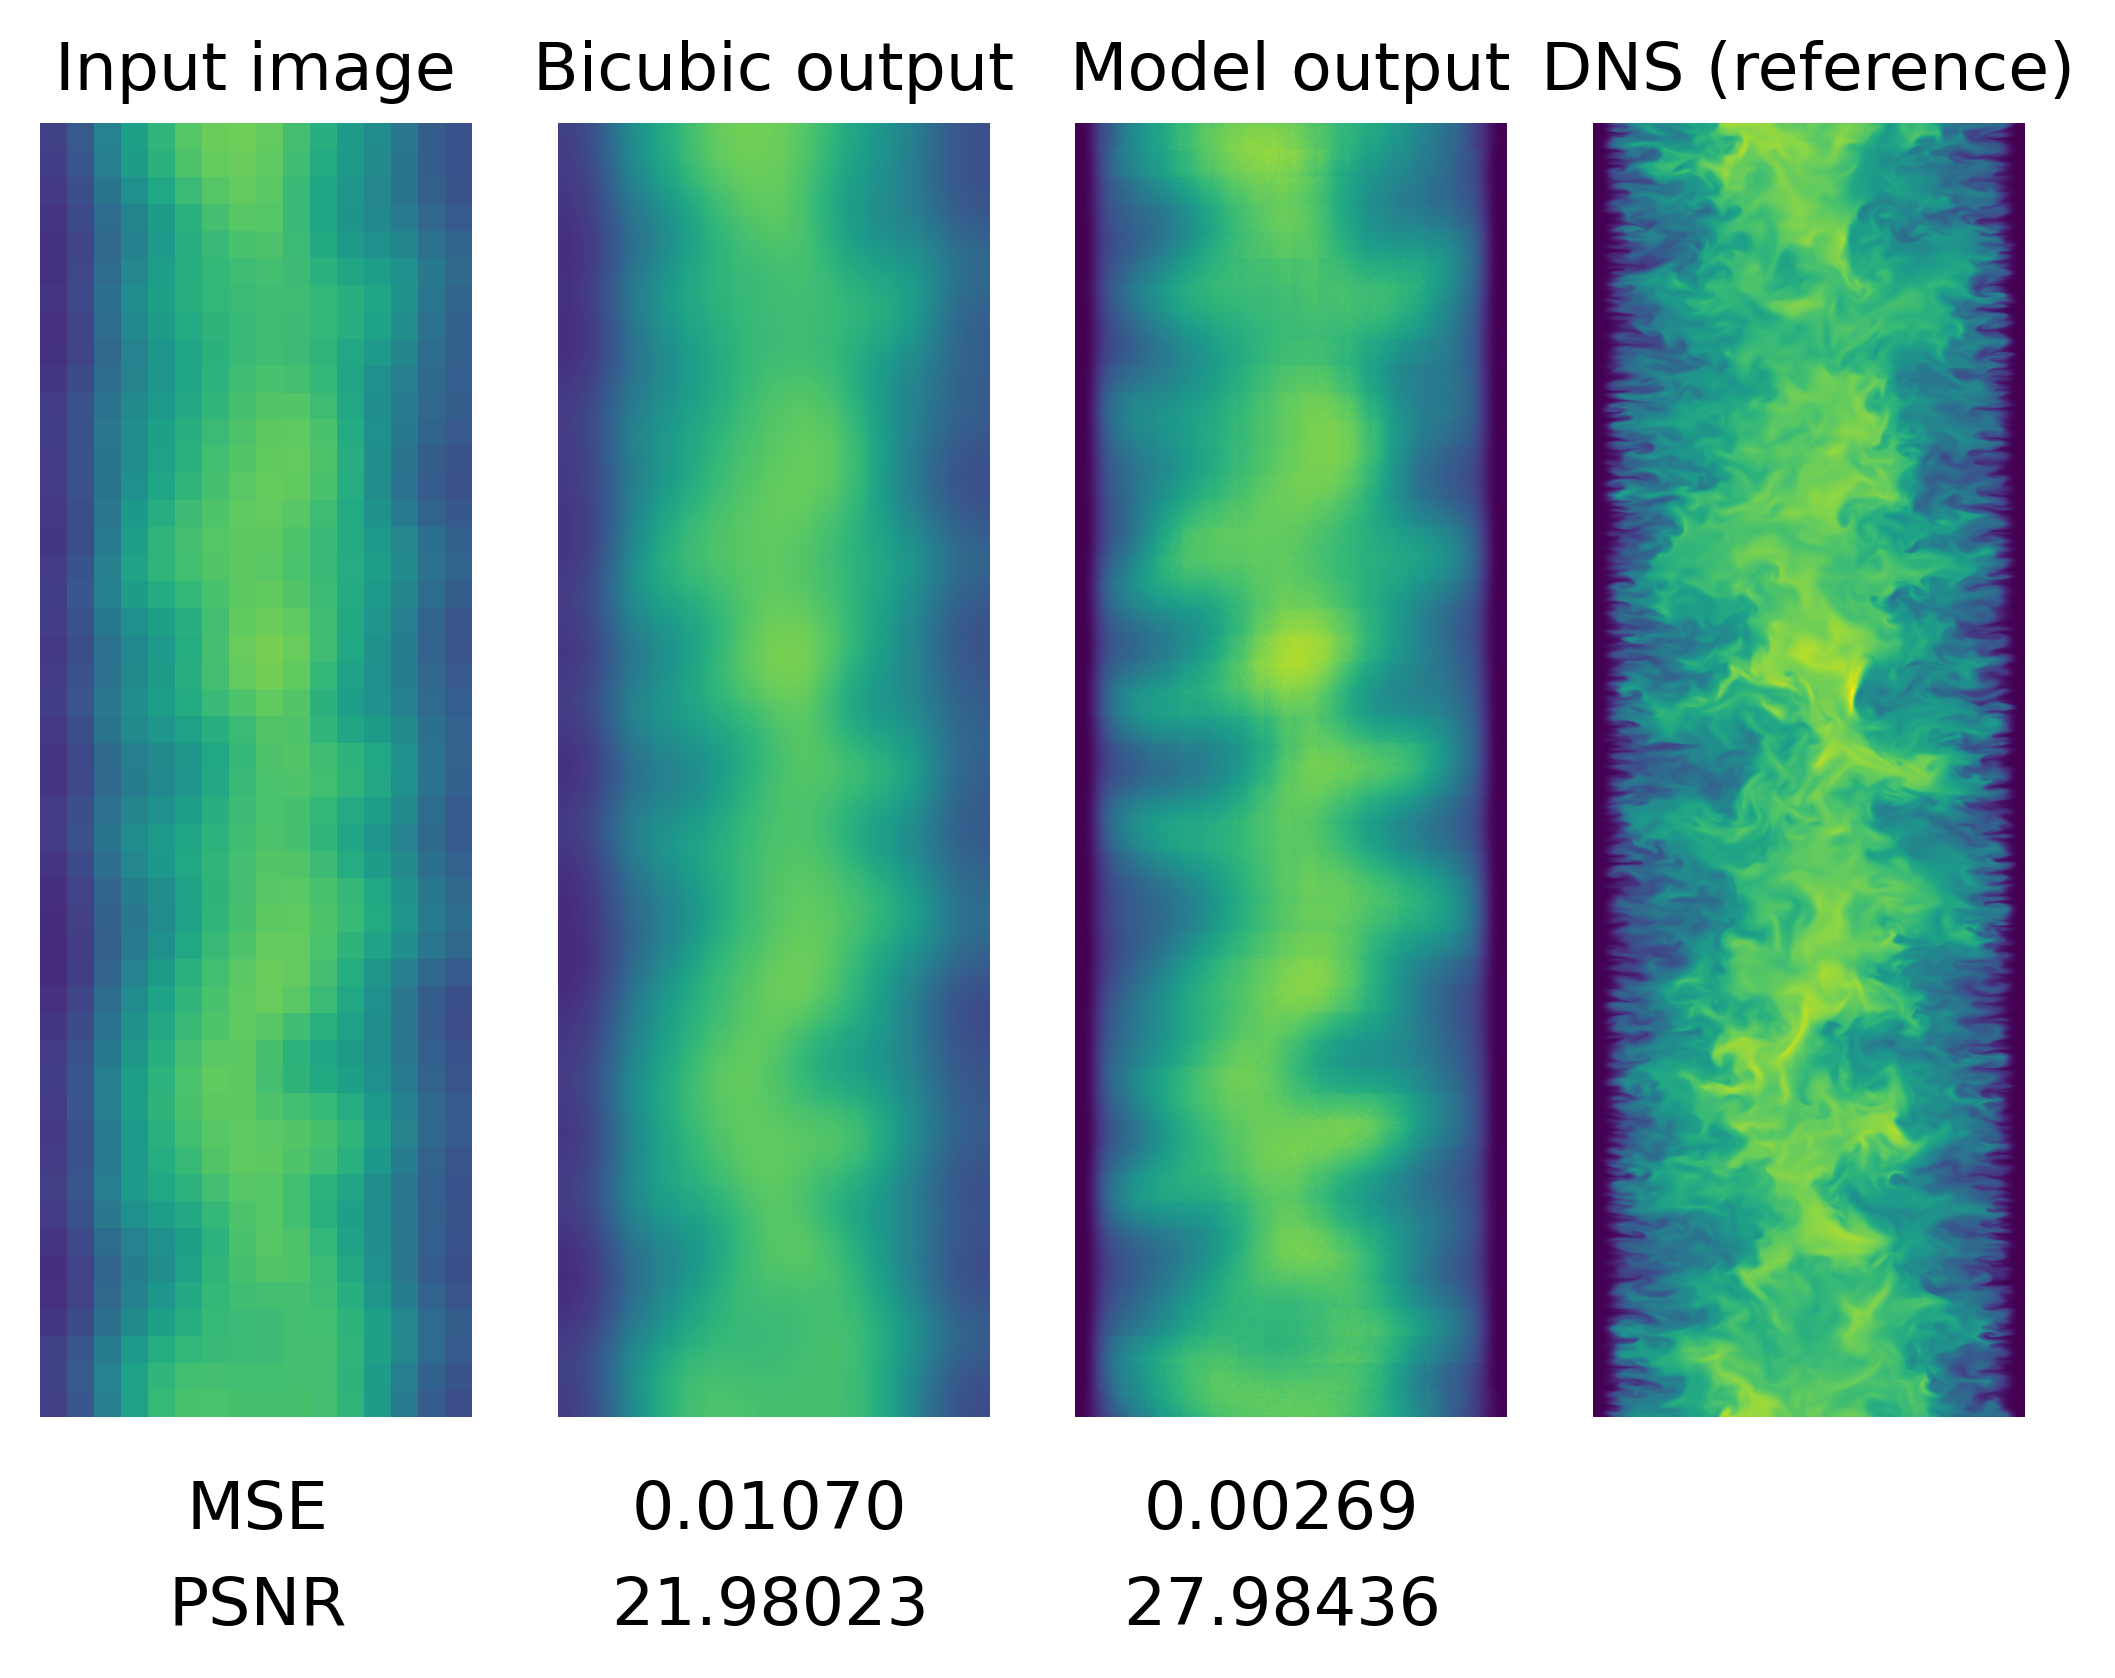 Input image Bicubic output Model output DNS (reference)
MSE 0.01070 0.00269
PSNR 21.98023 27.98436